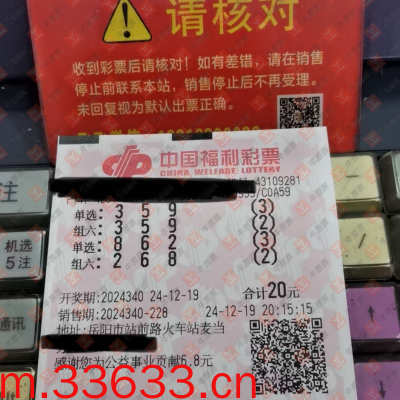 请核对
收到彩票后请核对！如有差错，请在销售
停止前联系本站，销售停止后不再受理。
未回复视为默认出票正确。
中国福利彩票
CHINA WELFARE LOTTERY
43109281
/C0A59
单选: 3 5 9 (3)
组六: 3 5 9 (2)
单选: 8 6 2 (3)
组六: 2 6 8 (2)
开奖期:2024340 24-12-19 合计20元
销售期:2024340-228 24-12-19 20:15:15
地址:岳阳市站前路火车站麦当
感谢您为公益事业贡献6.8元
注
机选
5注
通讯
m.33633.cn